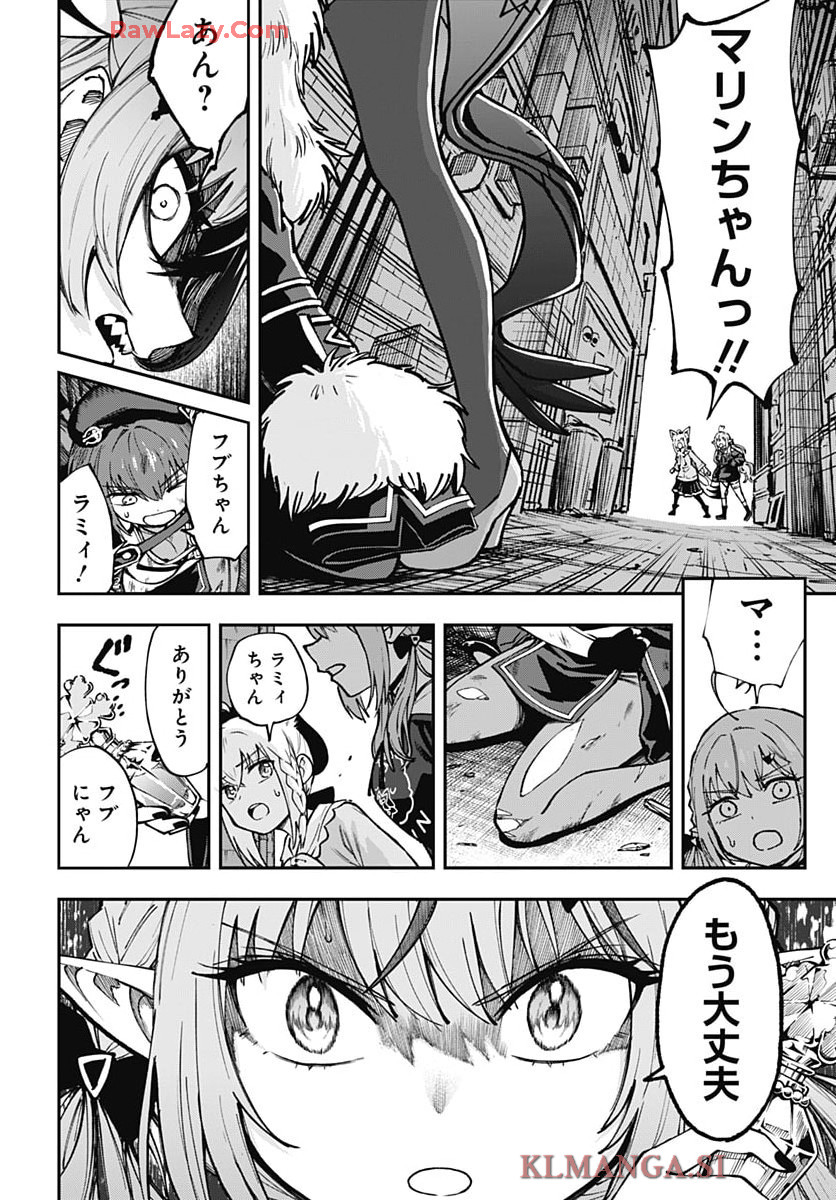 マリンちゃんっ!!
RawLazy.Com
あん?
フブちゃん
ラミィ!
マ…
ラミィ
ちゃん
ありがとう
フブ
にゃん
ぐっ…
もう大丈夫
KLMANGA.SI